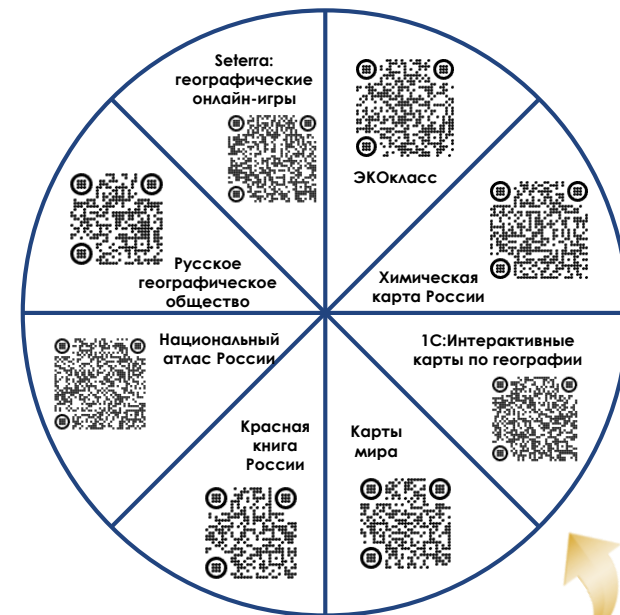 Seterra:
географические
онлайн-игры
ЭКОкласс
Русское
географическое
общество
Химическая
карта России
Национальный
атлас России
1С:Интерактивные
карты по географии
Красная
книга
России
Карты
мира